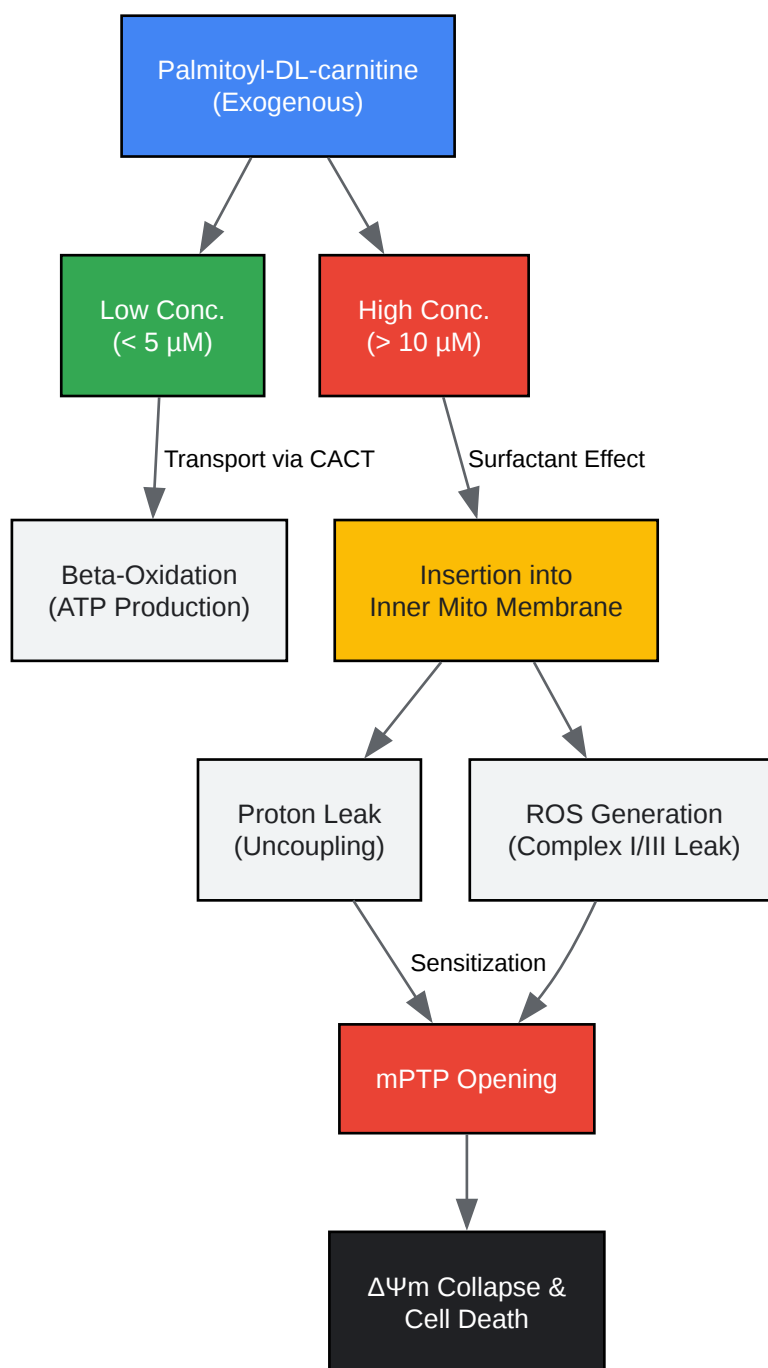 Palmitoyl-DL-carnitine
(Exogenous)
Low Conc.
(< 5 µM)
High Conc.
(> 10 µM)
Transport via CACT
Surfactant Effect
Beta-Oxidation
(ATP Production)
Insertion into
Inner Mito Membrane
Proton Leak
(Uncoupling)
ROS Generation
(Complex I/III Leak)
Sensitization
mPTP Opening
ΔΨm Collapse &
Cell Death